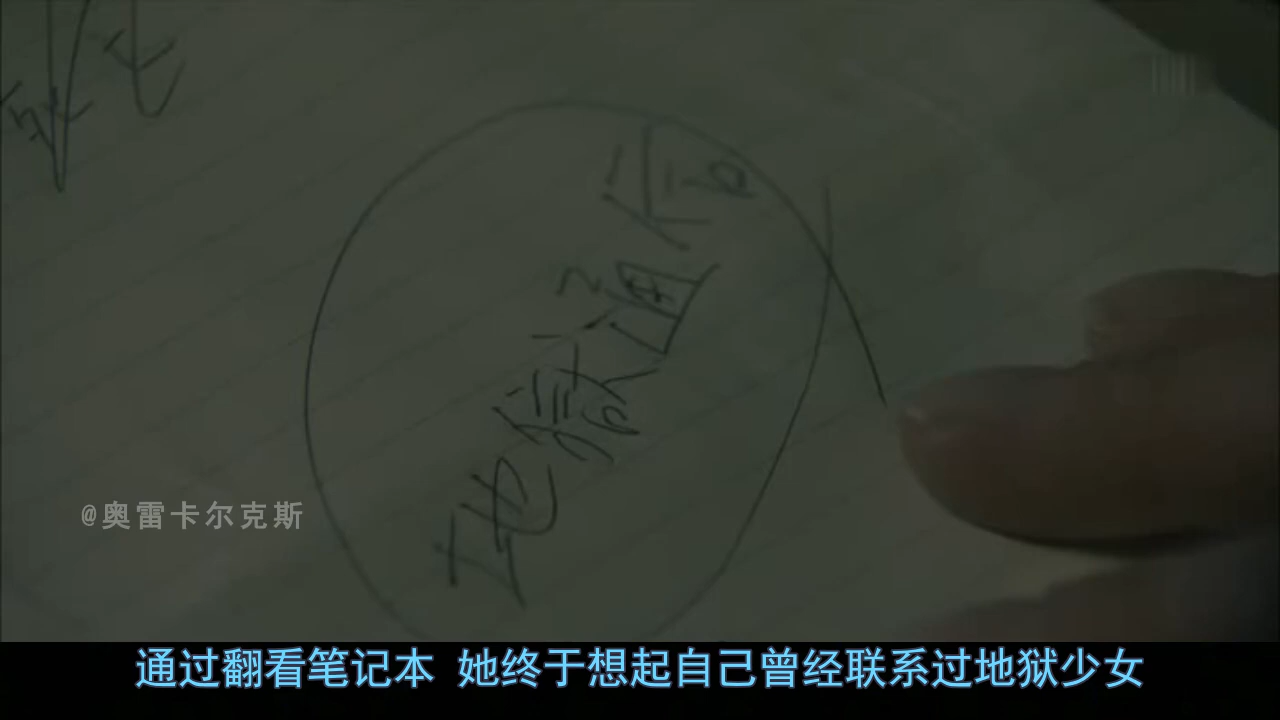 地獄通信
@奥雷卡尔克斯
通过翻看笔记本 她终于想起自己曾经联系过地狱少女